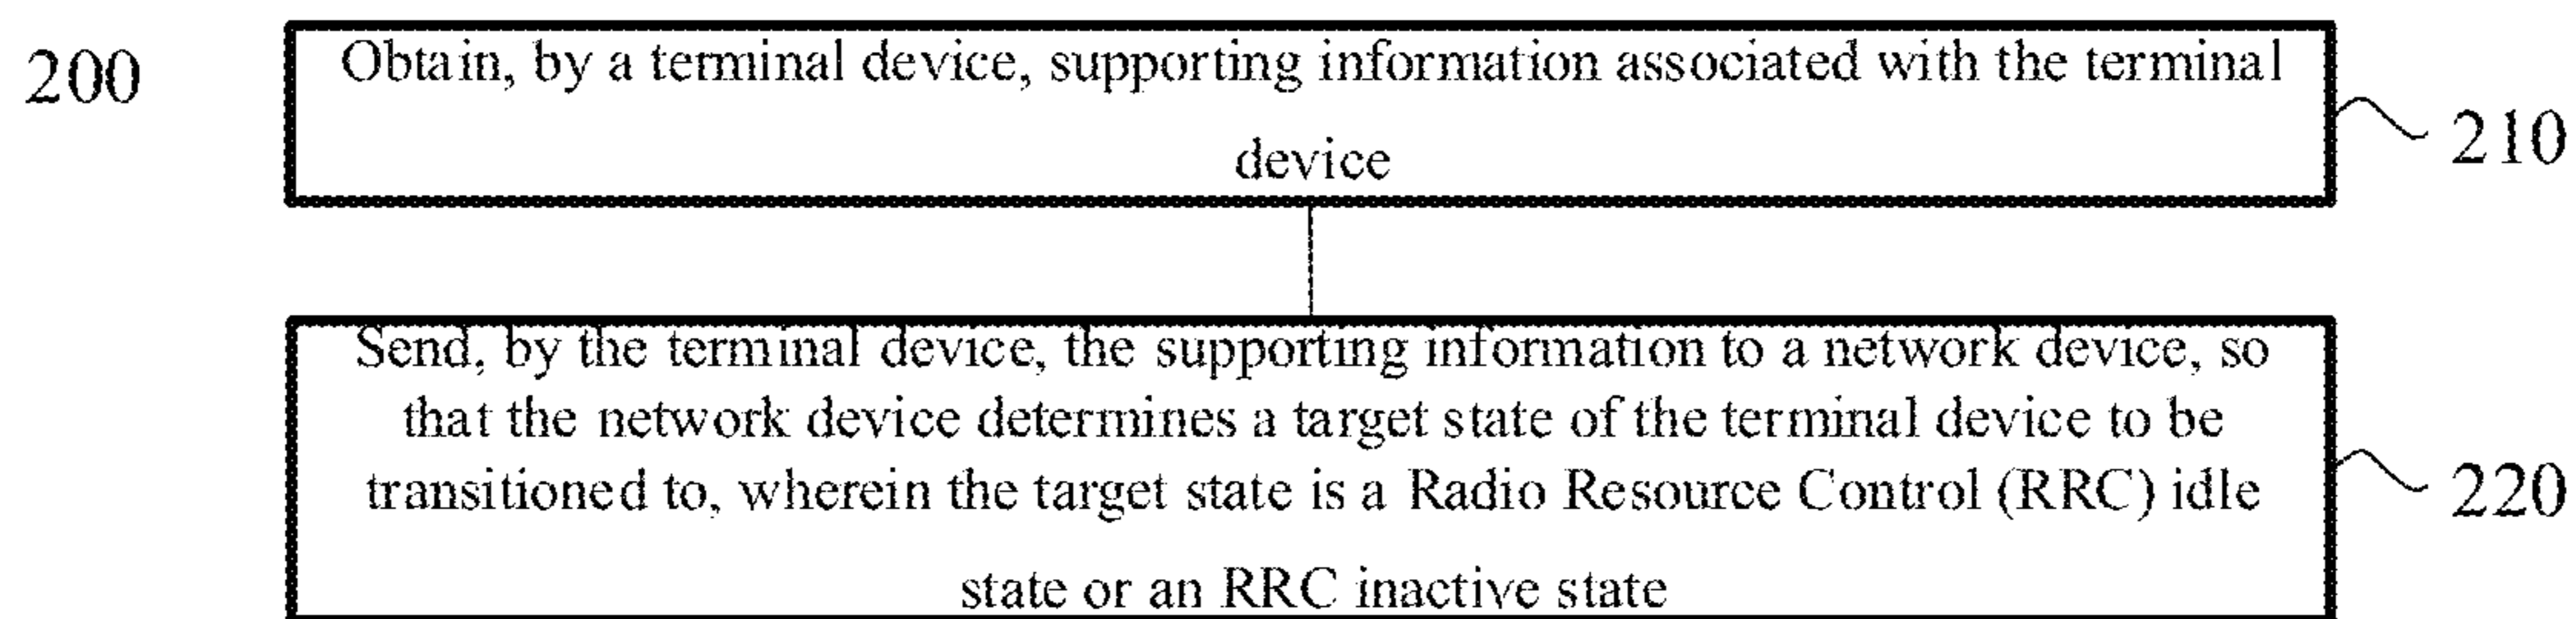 200
Obtain, by a terminal device, supporting information associated with the terminal
device
210
Send, by the terminal device, the supporting information to a network device, so
that the network device determines a target state of the terminal device to be
transitioned to, wherein the target state is a Radio Resource Control (RRC) idle
state or an RRC inactive state
220